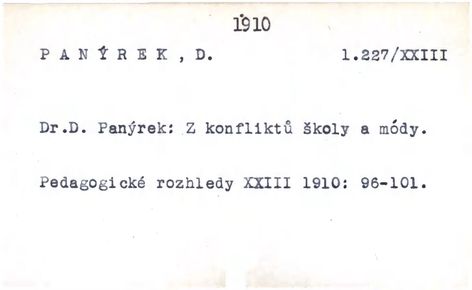 1910
PANÝREK, D. 1.227/XXIII
Dr.D. Panýrek: Z konfliktů školy a módy.
Pedagogické rozhledy XXIII 1910: 96-101.